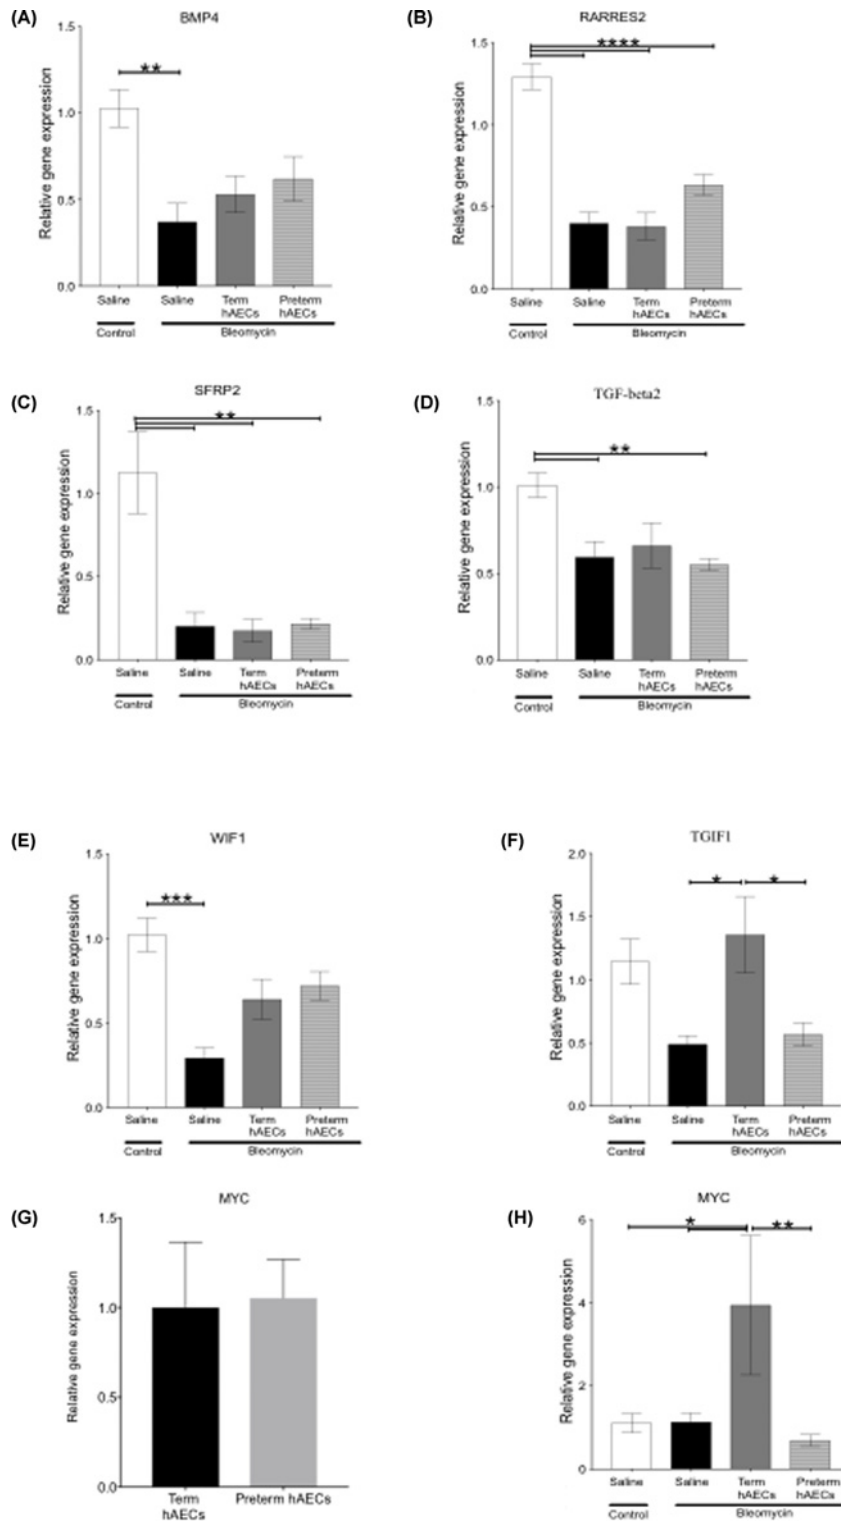 (A)
BMP4
Relative gene expression
1.5
1.0
0.5
0.0
**
Saline
Saline
Term
hAECs
Preterm
hAECs
Control
Bleomycin
(B)
RARRES2
Relative gene expression
1.5
1.0
0.5
0.0
****
Saline
Saline
Term
hAECs
Preterm
hAECs
Control
Bleomycin
(C)
SFRP2
Relative gene expression
1.5
1.0
0.5
0.0
**
Saline
Saline
Term
hAECs
Preterm
hAECs
Control
Bleomycin
(D)
TGF-beta2
Relative gene expression
1.5
1.0
0.5
0.0
**
Saline
Saline
Term
hAECs
Preterm
hAECs
Control
Bleomycin
(E)
WIF1
Relative gene expression
1.5
1.0
0.5
0.0
***
Saline
Saline
Term
hAECs
Preterm
hAECs
Control
Bleomycin
(F)
TGIF1
Relative gene expression
2.0
1.5
1.0
0.5
0.0
*
*
Saline
Saline
Term
hAECs
Preterm
hAECs
Control
Bleomycin
(G)
MYC
Relative gene expression
1.5
1.0
0.5
0.0
Term
hAECs
Preterm hAECs
(H)
MYC
Relative gene expression
6
4
2
0
*
**
Saline
Saline
Term
hAECs
Preterm
hAECs
Control
Bleomycin